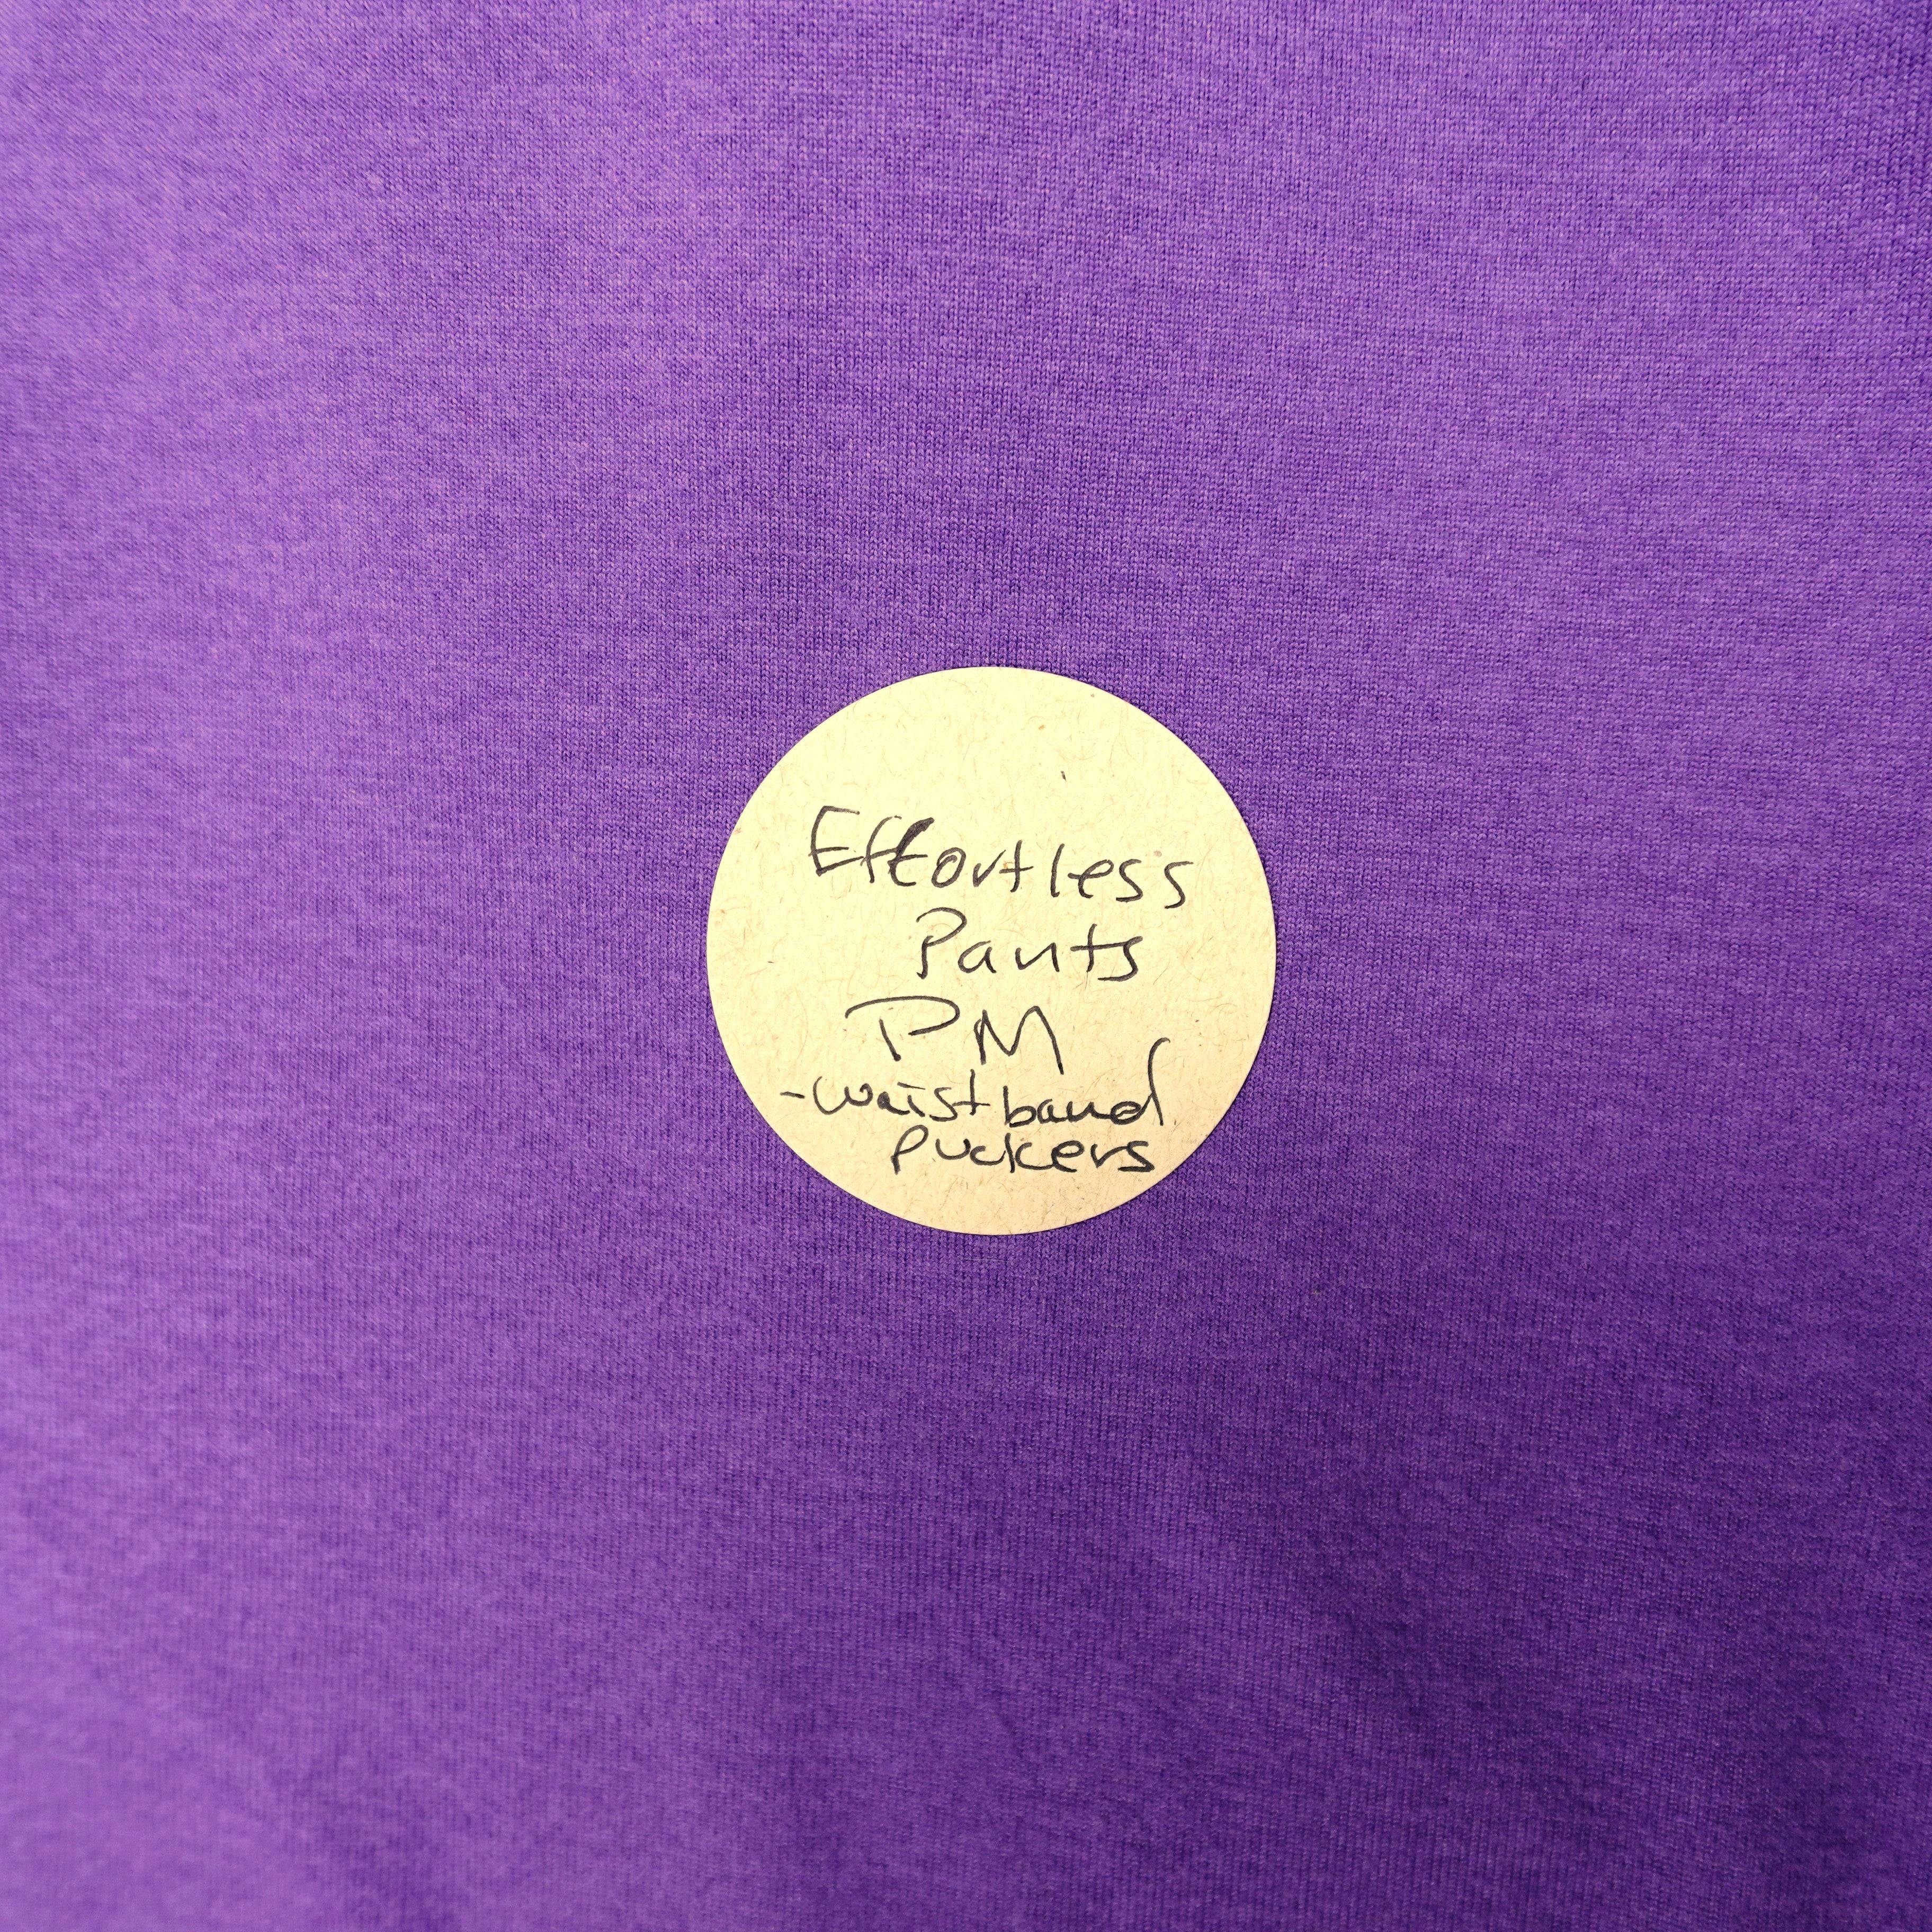 Effortless
Pants
PM
-waistband
puckers